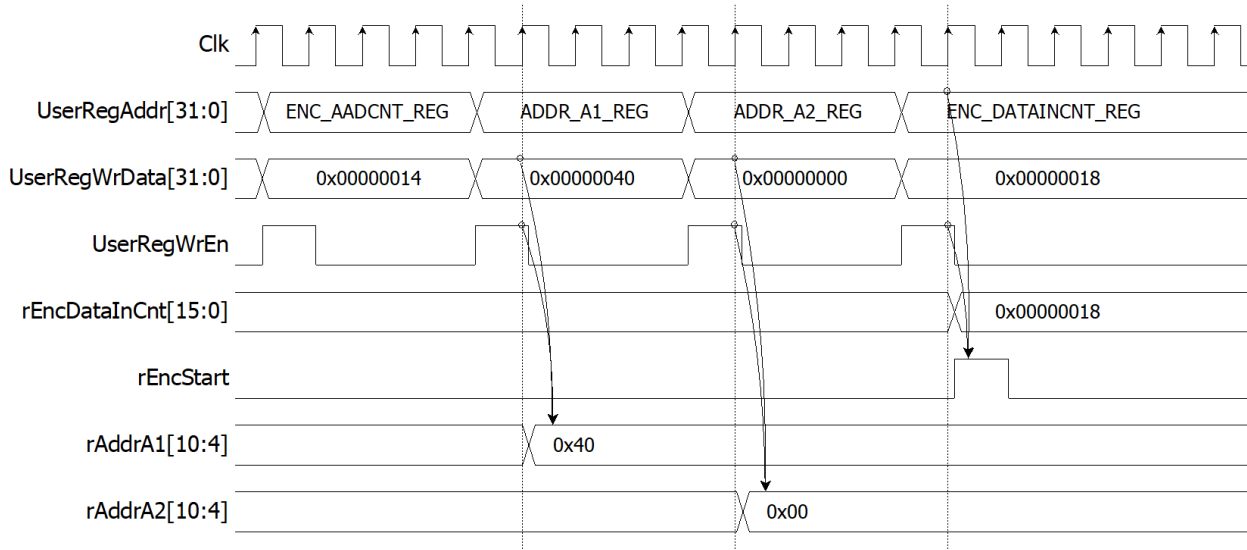 Clk
UserRegAddr[31:0] ENC_AADCNT_REG ADDR_A1_REG ADDR_A2_REG ENC_DATAINCNT_REG
UserRegWrData[31:0] 0x00000014 0x00000040 0x00000000 0x00000018
UserRegWrEn
rEncDataInCnt[15:0] 0x00000018
rEncStart
rAddrA1[10:4] 0x40
rAddrA2[10:4] 0x00